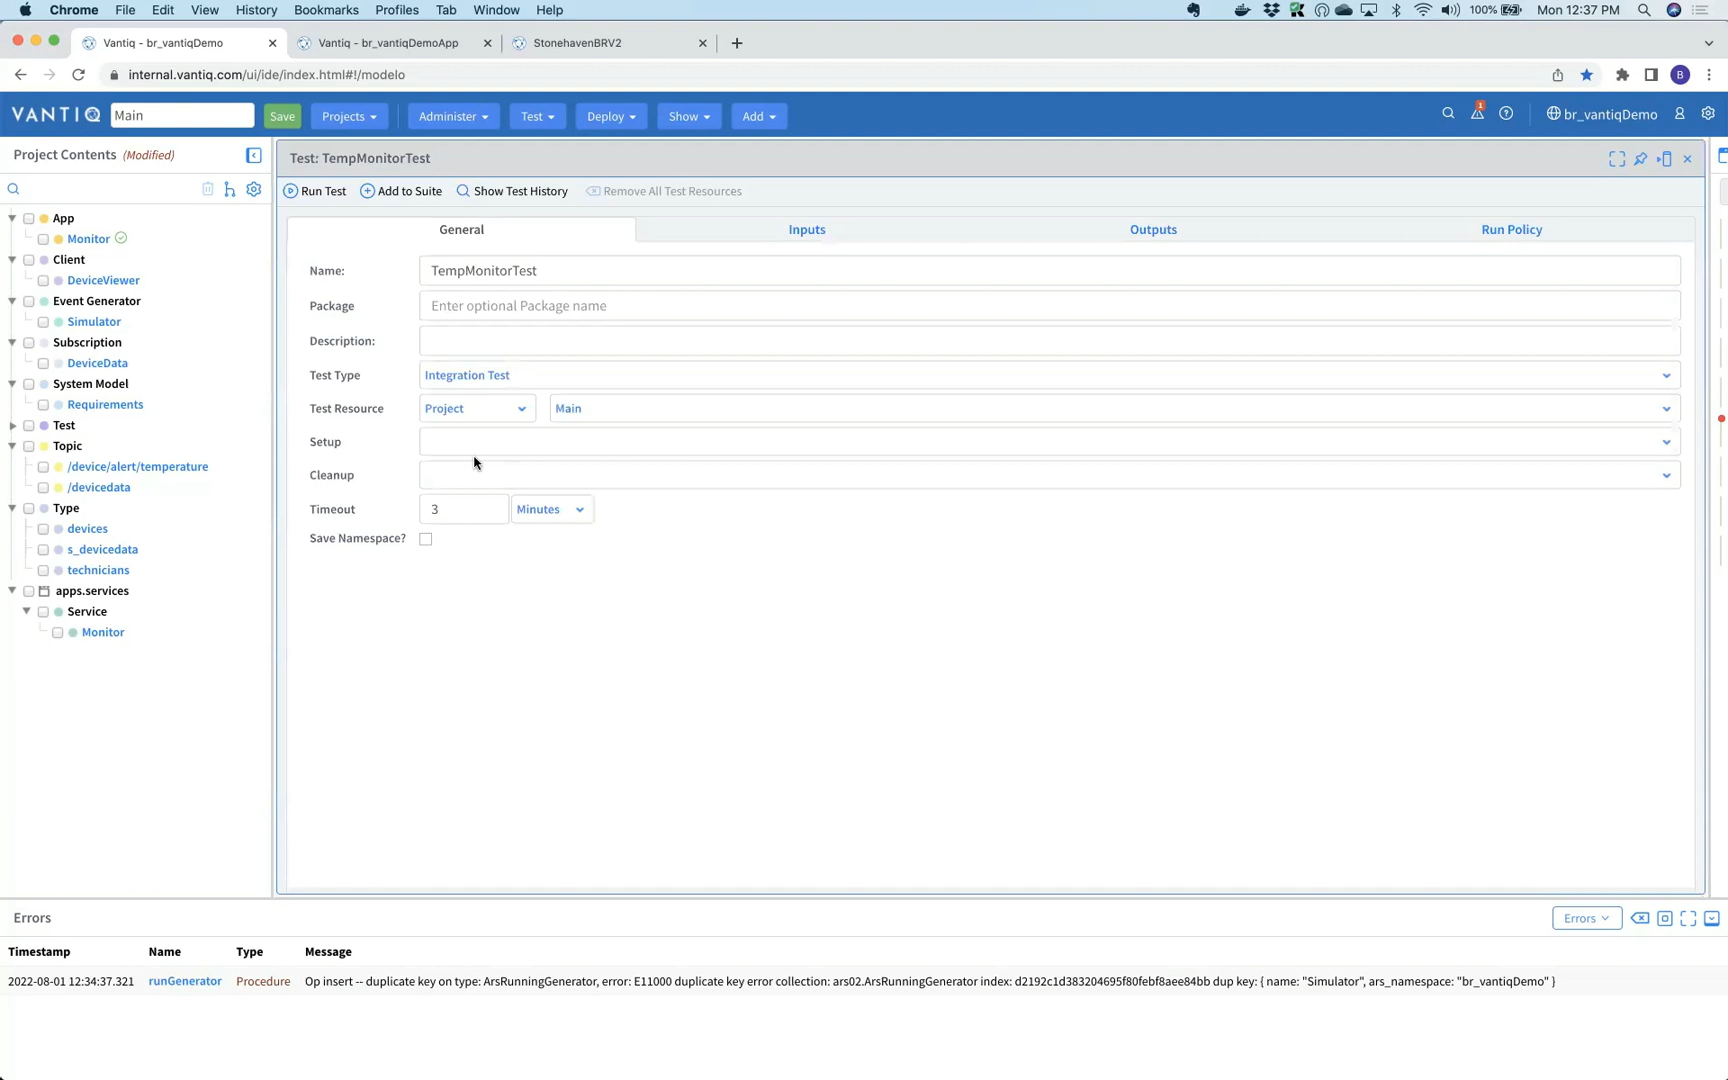 Chrome File Edit View History Bookmarks Profiles Tab Window Help 100% Mon 12:37 PM
Vantiq - br_vantiqDemo Vantiq - br_vantiqDemoApp StonehavenBRV2
internal.vantiq.com/ui/ide/index.html#!/modelo B
VANTIQ Main Save Projects Administer Test Deploy Show Add 1 br_vantiqDemo
Project Contents (Modified)
App
Monitor
Client
DeviceViewer
Event Generator
Simulator
Subscription
DeviceData
System Model
Requirements
Test
Topic
/device/alert/temperature
/devicedata
Type
devices
s_devicedata
technicians
apps.services
Service
Monitor
Test: TempMonitorTest
Run Test Add to Suite Show Test History Remove All Test Resources
General Inputs Outputs Run Policy
Name: TempMonitorTest
Package Enter optional Package name
Description:
Test Type Integration Test
Test Resource Project Main
Setup
Cleanup
Timeout 3 Minutes
Save Namespace?
Errors Errors
Timestamp Name Type Message
2022-08-01 12:34:37.321 runGenerator Procedure Op insert -- duplicate key on type: ArsRunningGenerator, error: E11000 duplicate key error collection: ars02.ArsRunningGenerator index: d2192c1d383204695f80febf8aee84bb dup key: { name: "Simulator", ars_namespace: "br_vantiqDemo" }